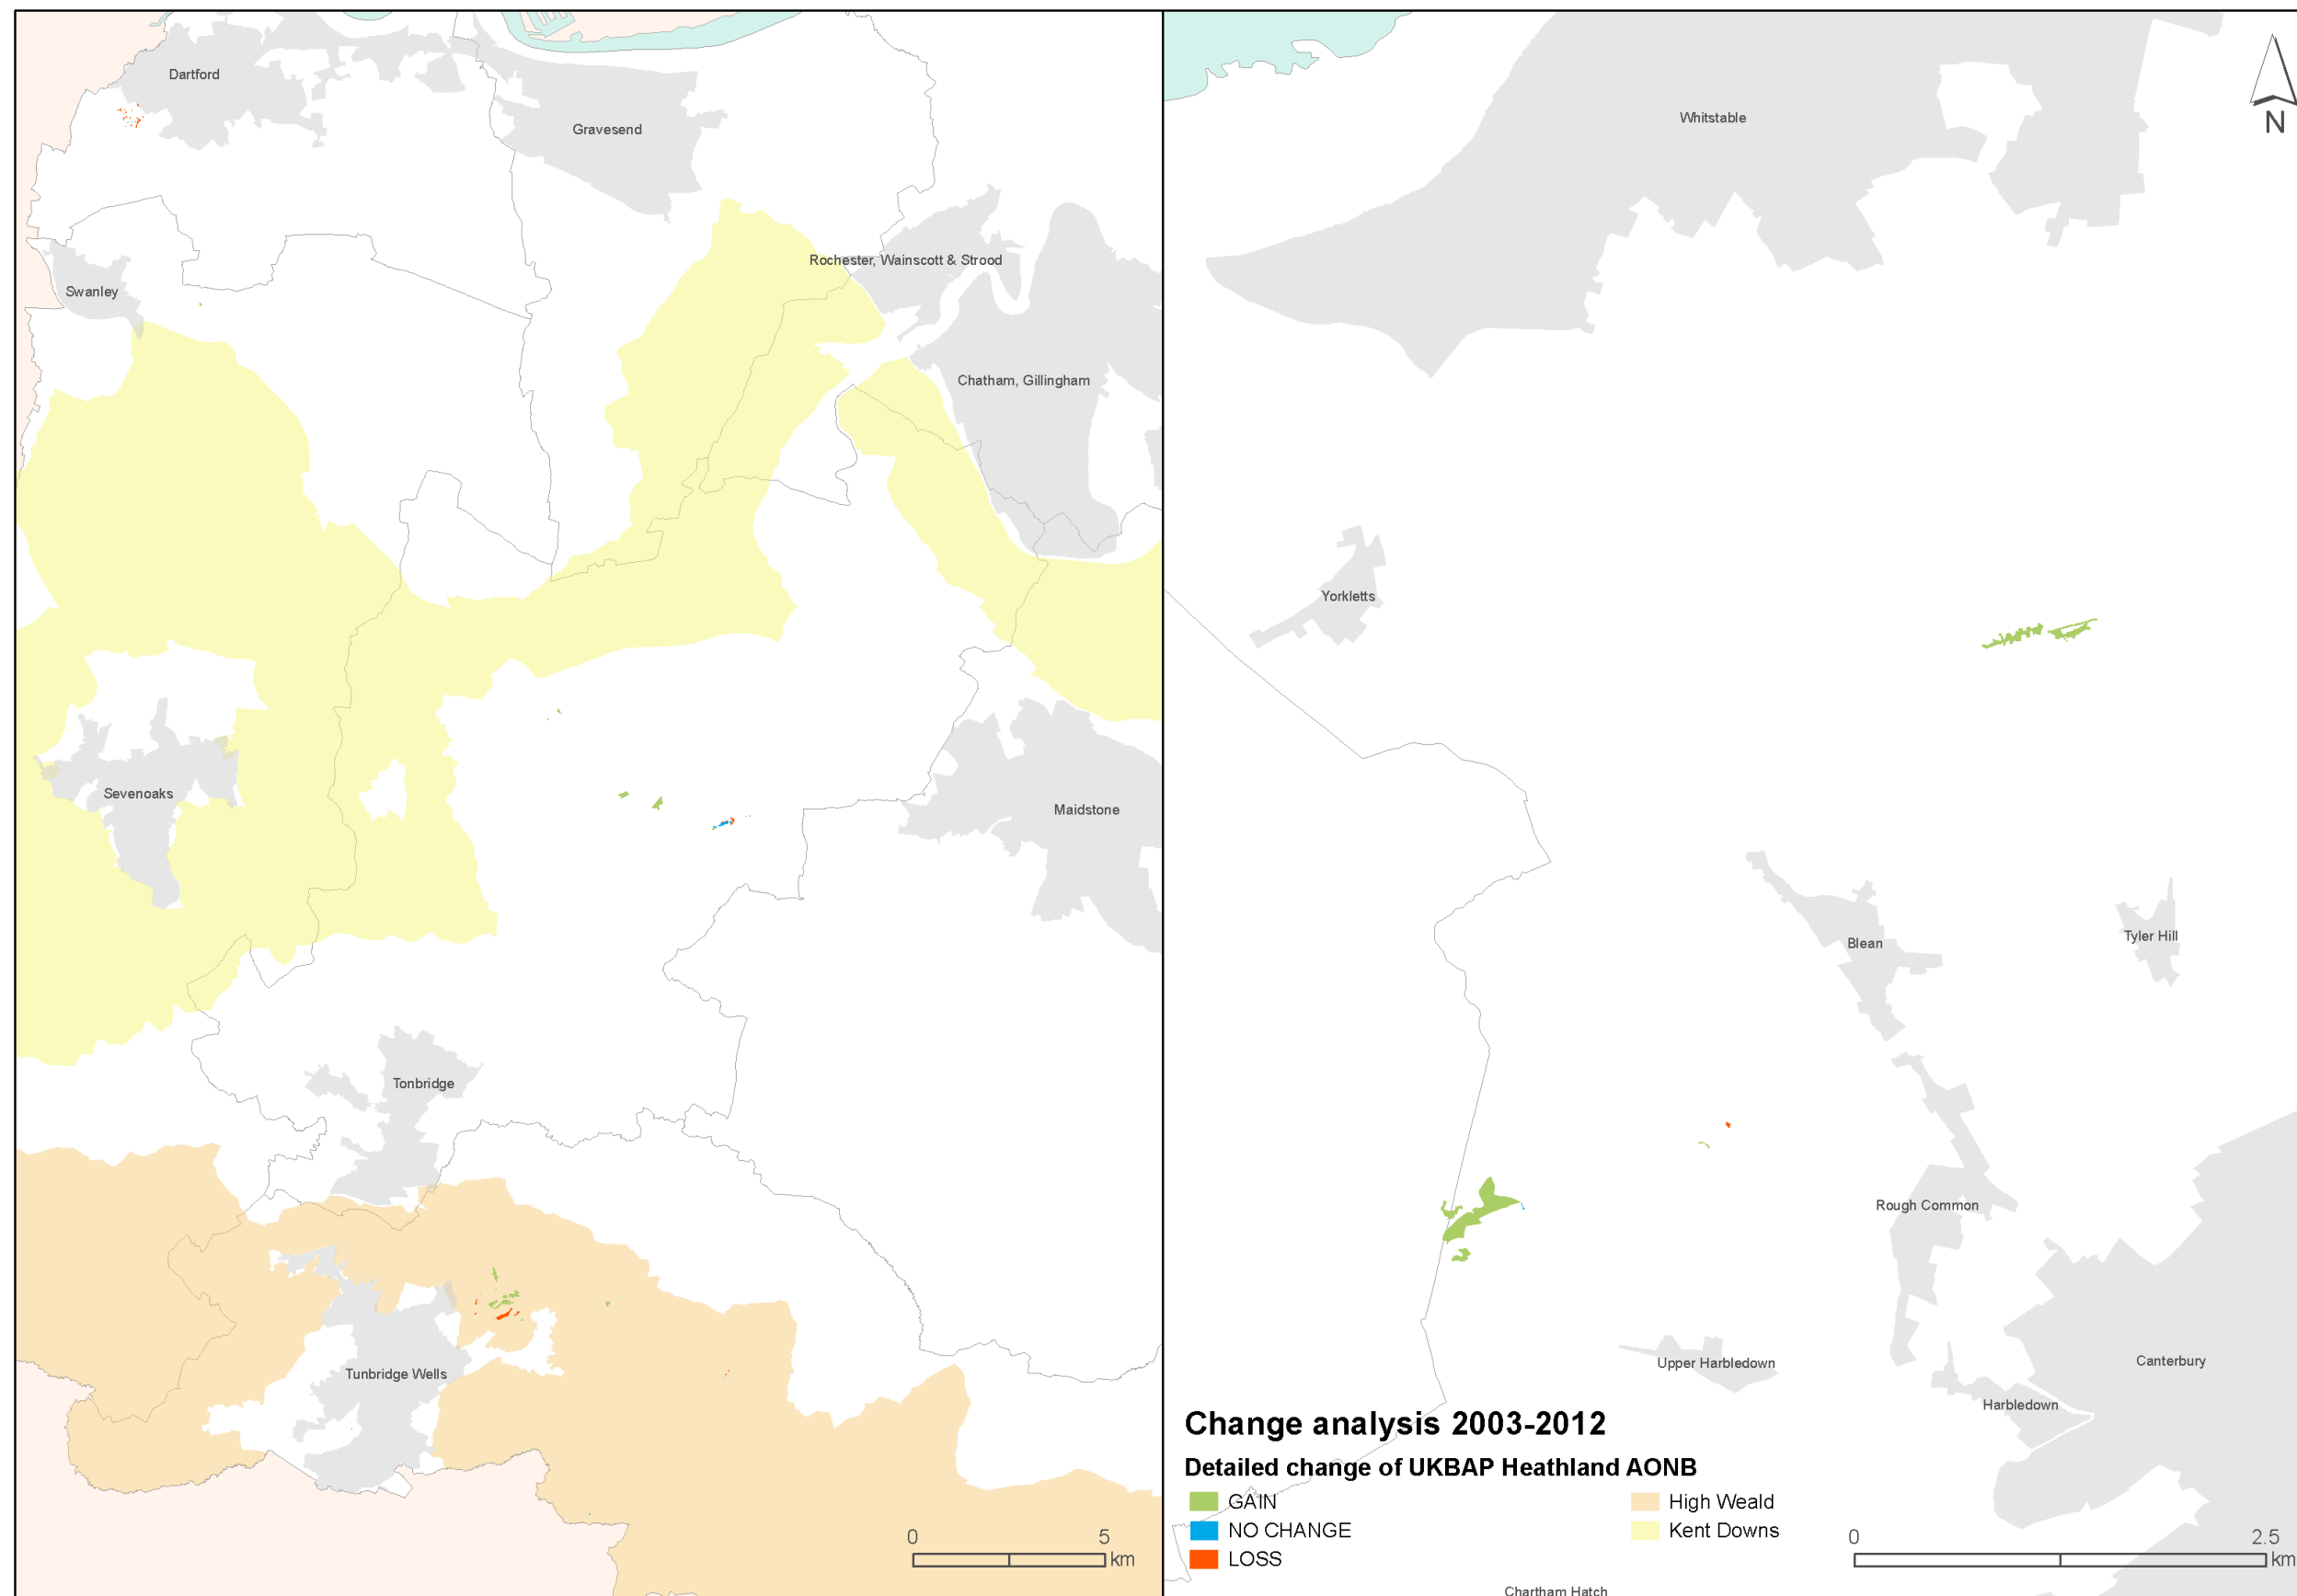 Dartford
Gravesend
Rochester, Wainscott & Strood
Swanley
Chatham, Gillingham
Sevenoaks
Maidstone
Tonbridge
Tunbridge Wells
0 5
km
Whitstable
N
Yorkletts
Blean
Tyler Hill
Rough Common
Upper Harbledown
Canterbury
Harbledown
Change analysis 2003-2012
Detailed change of UKBAP Heathland AONB
GAIN
High Weald
NO CHANGE
Kent Downs
LOSS
0 2.5
km
Chartham Hatch